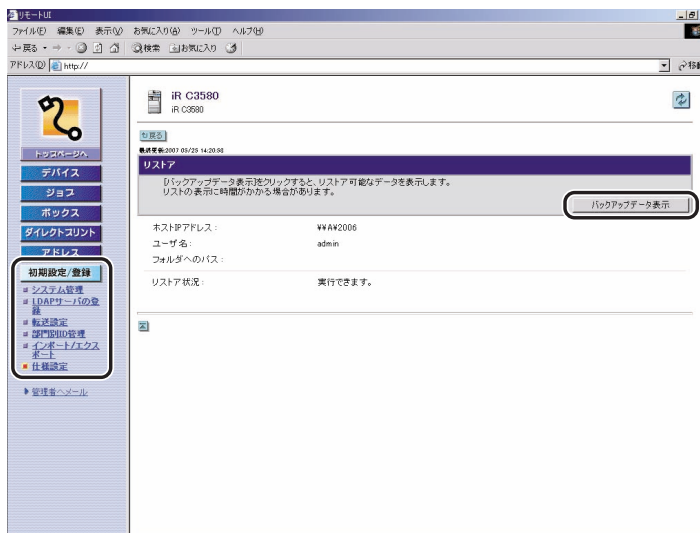 リモートUI
ファイル(F) 編集(E) 表示(V) お気に入り(A) ツール(T) ヘルプ(H)
戻る 検索 お気に入り
アドレス(D) http:// 移動
iR C3580
iR C3580
トップページへ
デバイス
ジョブ
ボックス
ダイレクトプリント
アドレス
初期設定/登録
システム管理
LDAPサーバの登
録
転送設定
部門別ID管理
インポート/エクス
ポート
仕様設定
管理者へメール
戻る
最終更新:2007 05/25 14:20:56
リストア
[バックアップデータ表示]をクリックすると、リストア可能なデータを表示します。
リストの表示に時間がかかる場合があります。
バックアップデータ表示
ホストIPアドレス : ¥¥A¥2006
ユーザ名 : admin
フォルダへのパス :
リストア状況 : 実行できます。